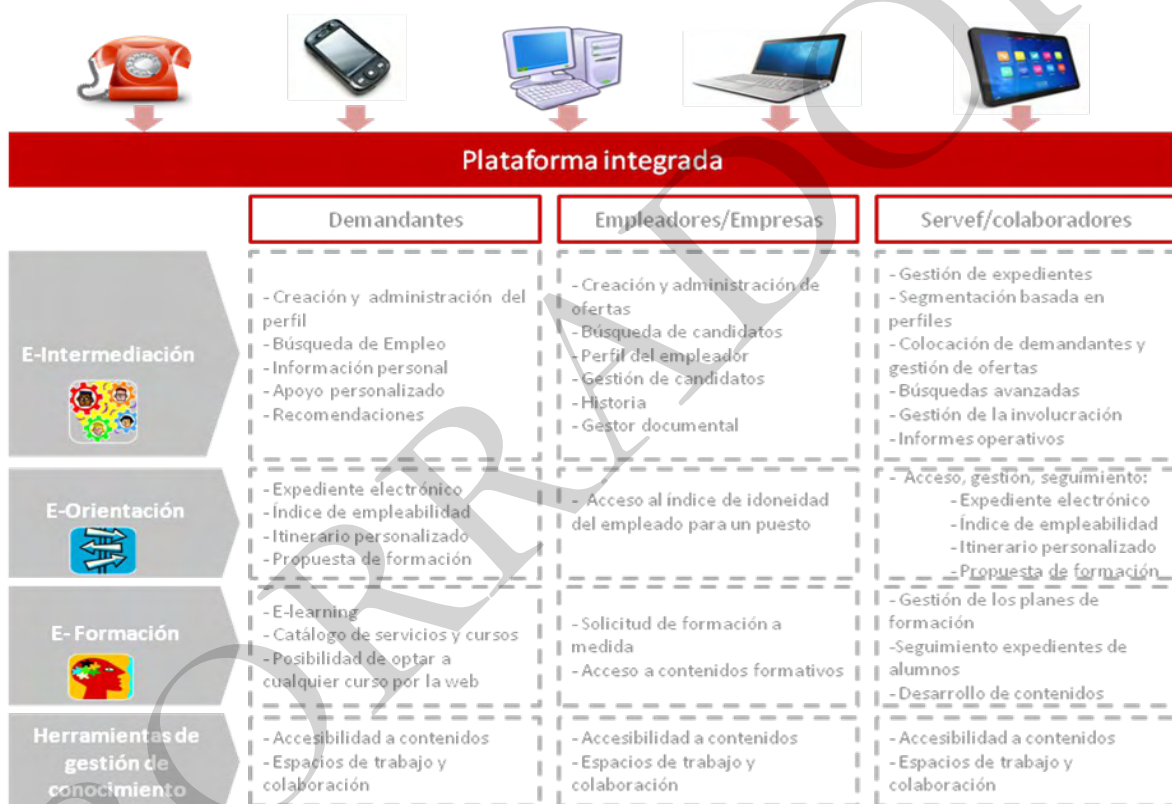 Plataforma integrada
Demandantes
Empleadores/Empresas
Servef/colaboradores
E-Intermediación
- Creación y administración del
perfil
- Búsqueda de Empleo
- Información personal
- Apoyo personalizado
- Recomendaciones
- Creación y administración de
ofertas
- Búsqueda de candidatos
- Perfil del empleador
- Gestión de candidatos
- Historia
- Gestor documental
- Gestión de expedientes
- Segmentación basada en
perfiles
- Colocación de demandantes y
gestión de ofertas
- Búsquedas avanzadas
- Gestión de la involucración
- Informes operativos
E-Orientación
- Expediente electrónico
- Índice de empleabilidad
- Itinerario personalizado
- Propuesta de formación
- Acceso al índice de idoneidad
del empleado para un puesto
- Acceso, gestión, seguimiento:
- Expediente electrónico
- Índice de empleabilidad
- Itinerario personalizado
- Propuesta de formación
E- Formación
- E-learning
- Catálogo de servicios y cursos
- Posibilidad de optar a
cualquier curso por la web
- Solicitud de formación a
medida
- Acceso a contenidos formativos
- Gestión de los planes de
formación
-Seguimiento expedientes de
alumnos
- Desarrollo de contenidos
Herramientas de
gestión de
conocimiento
- Accesibilidad a contenidos
- Espacios de trabajo y
colaboración
- Accesibilidad a contenidos
- Espacios de trabajo y
colaboración
- Accesibilidad a contenidos
- Espacios de trabajo y
colaboración
BORRADOR